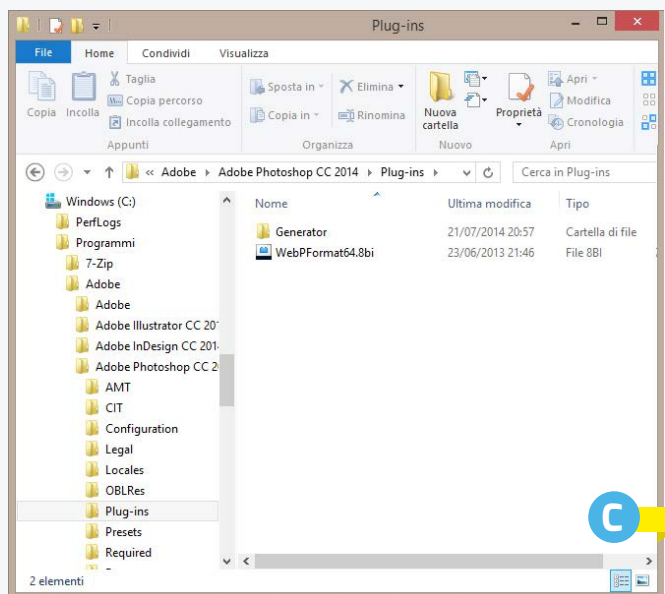 Plug-ins
File Home Condividi Visualizza
Copia
Incolla
Taglia
Copia percorso
Incolla collegamento
Appunti
Sposta in
Copia in
Elimina
Rinomina
Organizza
Nuova
cartella
Nuovo
Proprietà
Apri
Modifica
Cronologia
Apri
« Adobe Adobe Photoshop CC 2014 Plug-ins
Cerca in Plug-ins
Windows (C:)
PerfLogs
Programmi
7-Zip
Adobe
Adobe
Adobe Illustrator CC 20
Adobe InDesign CC 201
Adobe Photoshop CC 2
AMT
CIT
Configuration
Legal
Locales
OBLRes
Plug-ins
Presets
Required
Nome Ultima modifica Tipo
Generator 21/07/2014 20:57 Cartella di file
WebPFormat64.8bi 23/06/2013 21:46 File 8BI
C
2 elementi